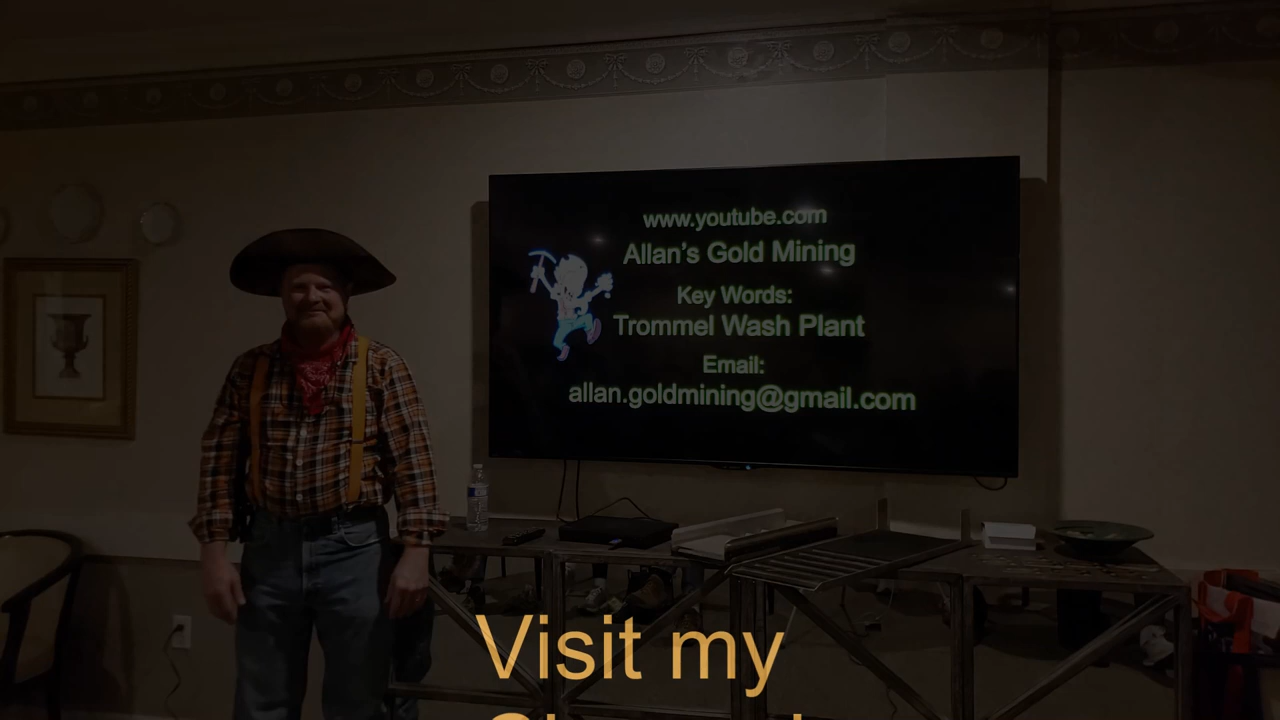 www.youtube.com
Allan's Gold Mining
Key Words:
Trommel Wash Plant
Email:
allan.goldmining@gmail.com
Visit my